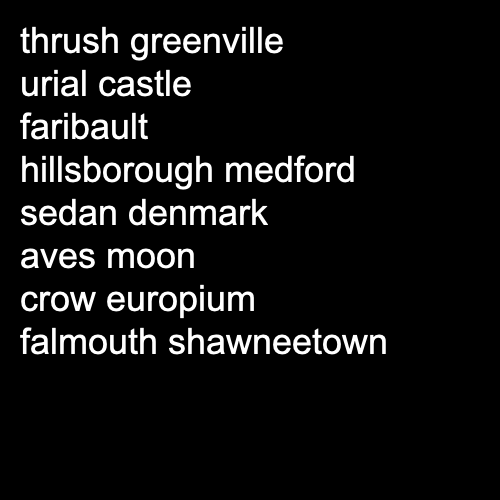 thrush greenville
urial castle
faribault
hillsborough medford
sedan denmark
aves moon
crow europium
falmouth shawneetown